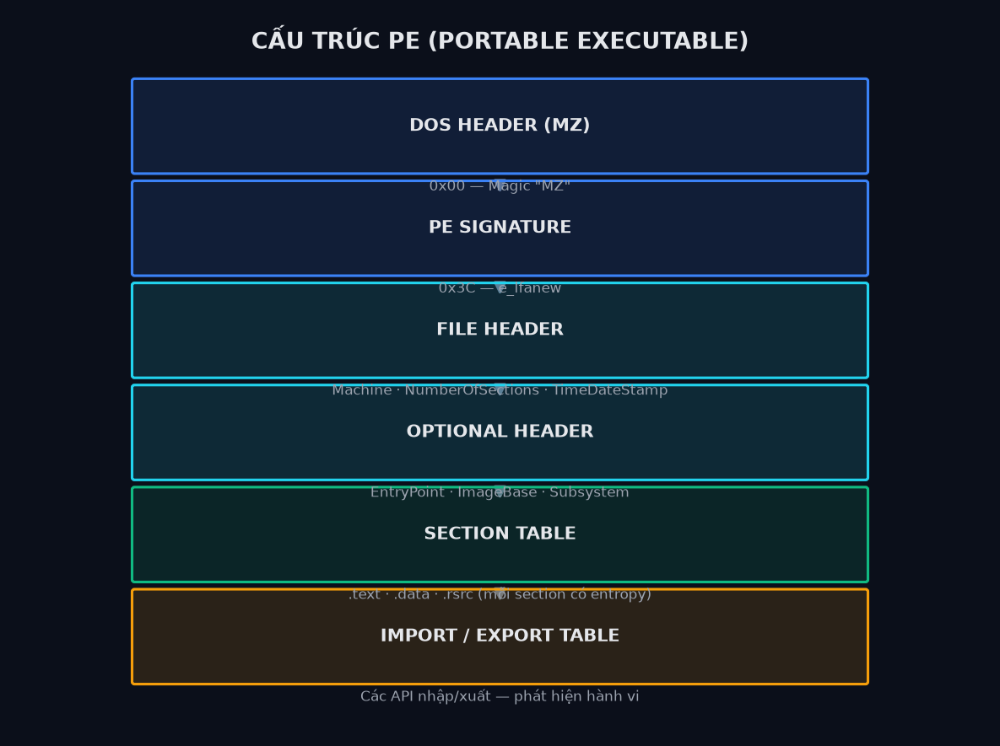 CẤU TRÚC PE (PORTABLE EXECUTABLE)
DOS HEADER (MZ)
0x00 — Magic "MZ"
PE SIGNATURE
0x3C — e_lfanew
FILE HEADER
Machine · NumberOfSections · TimeDateStamp
OPTIONAL HEADER
EntryPoint · ImageBase · Subsystem
SECTION TABLE
.text · .data · .rsrc (mỗi section có entropy)
IMPORT / EXPORT TABLE
Các API nhập/xuất — phát hiện hành vi